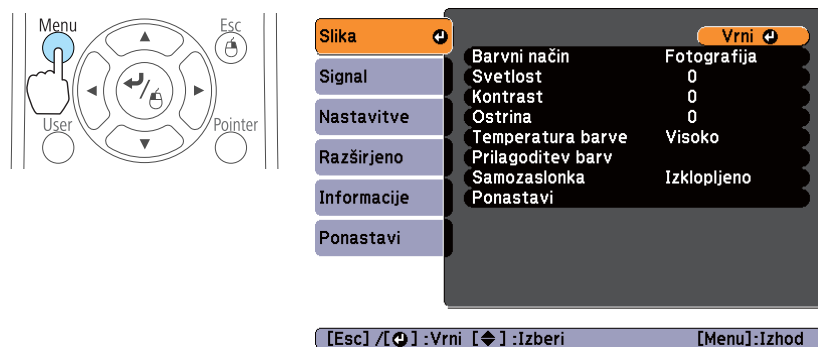 Menu
Esc
User
Pointer
Slika
Signal
Nastavitve
Razširjeno
Informacije
Ponastavi
Vrni
Barvni način Fotografija
Svetlost 0
Kontrast 0
Ostrina 0
Temperatura barve Visoko
Prilagoditev barv
Samozaslonka Izklopljeno
Ponastavi
[Esc] /[ ] :Vrni [ ] :Izberi [Menu]:Izhod